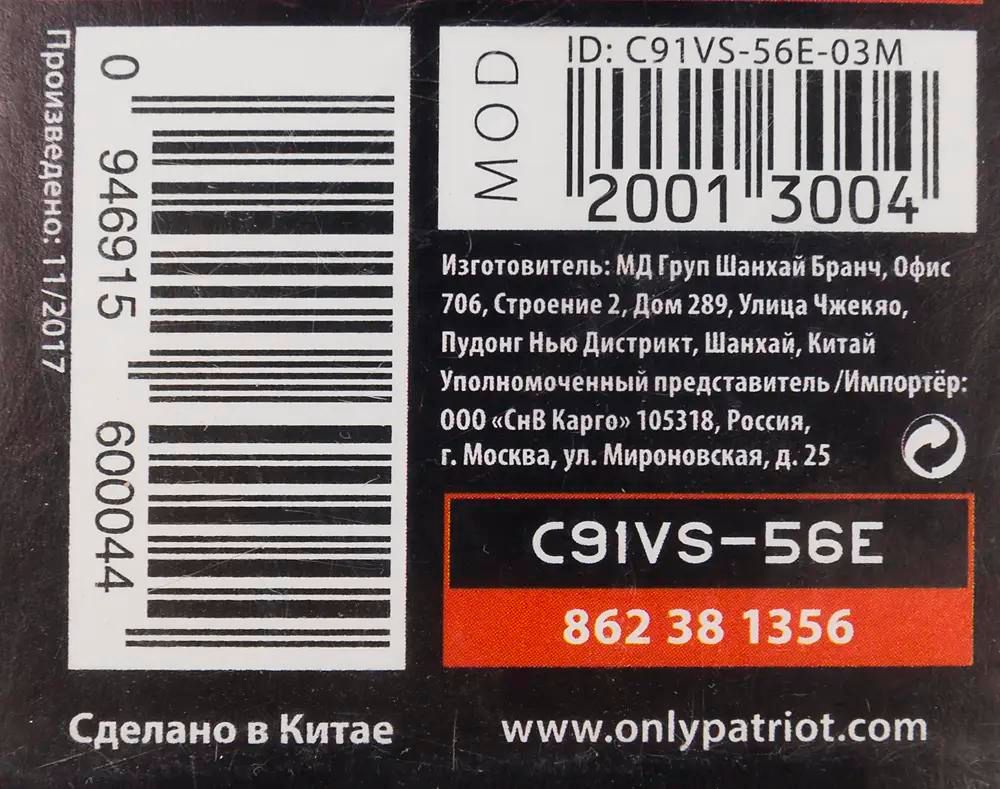 Произведено: 11/2017
0 946915 600044
MOD
ID: C91VS-56E-03M
2001 3004
Изготовитель: МД Груп Шанхай Бранч, Офис
706, Строение 2, Дом 289, Улица Чжекяо,
Пудонг Нью Дистрикт, Шанхай, Китай
Уполномоченный представитель /Импортёр:
ООО «СнВ Карго» 105318, Россия,
г. Москва, ул. Мироновская, д. 25
C91VS-56E
862 38 1356
Сделано в Китае
www.onlypatriot.com